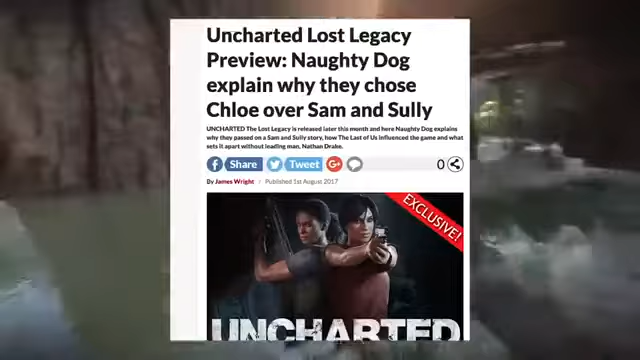 Uncharted Lost Legacy
Preview: Naughty Dog
explain why they chose
Chloe over Sam and Sully
UNCHARTED The Lost Legacy is released later this month and here Naughty Dog explains
why they passed on a Sam and Sully story, how The Last of Us influenced the game and what
sets it apart without leading man, Nathan Drake.
Share Tweet 0
By James Wright / Published 1st August 2017
EXCLUSIVE!
UNCHARTED